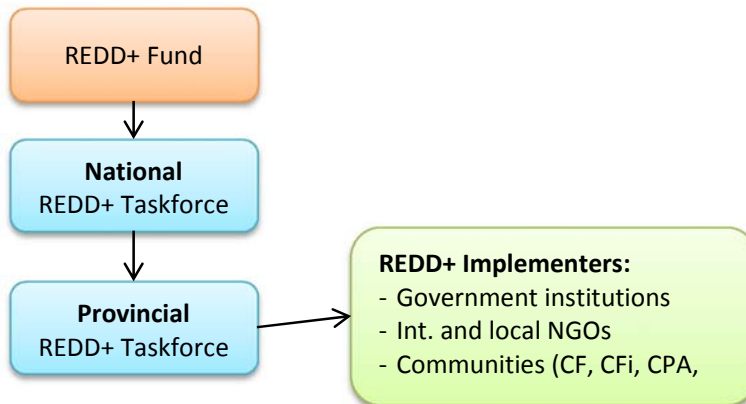 REDD+ Fund
National
REDD+ Taskforce
Provincial
REDD+ Taskforce
REDD+ Implementers:
- Government institutions
- Int. and local NGOs
- Communities (CF, CFi, CPA,